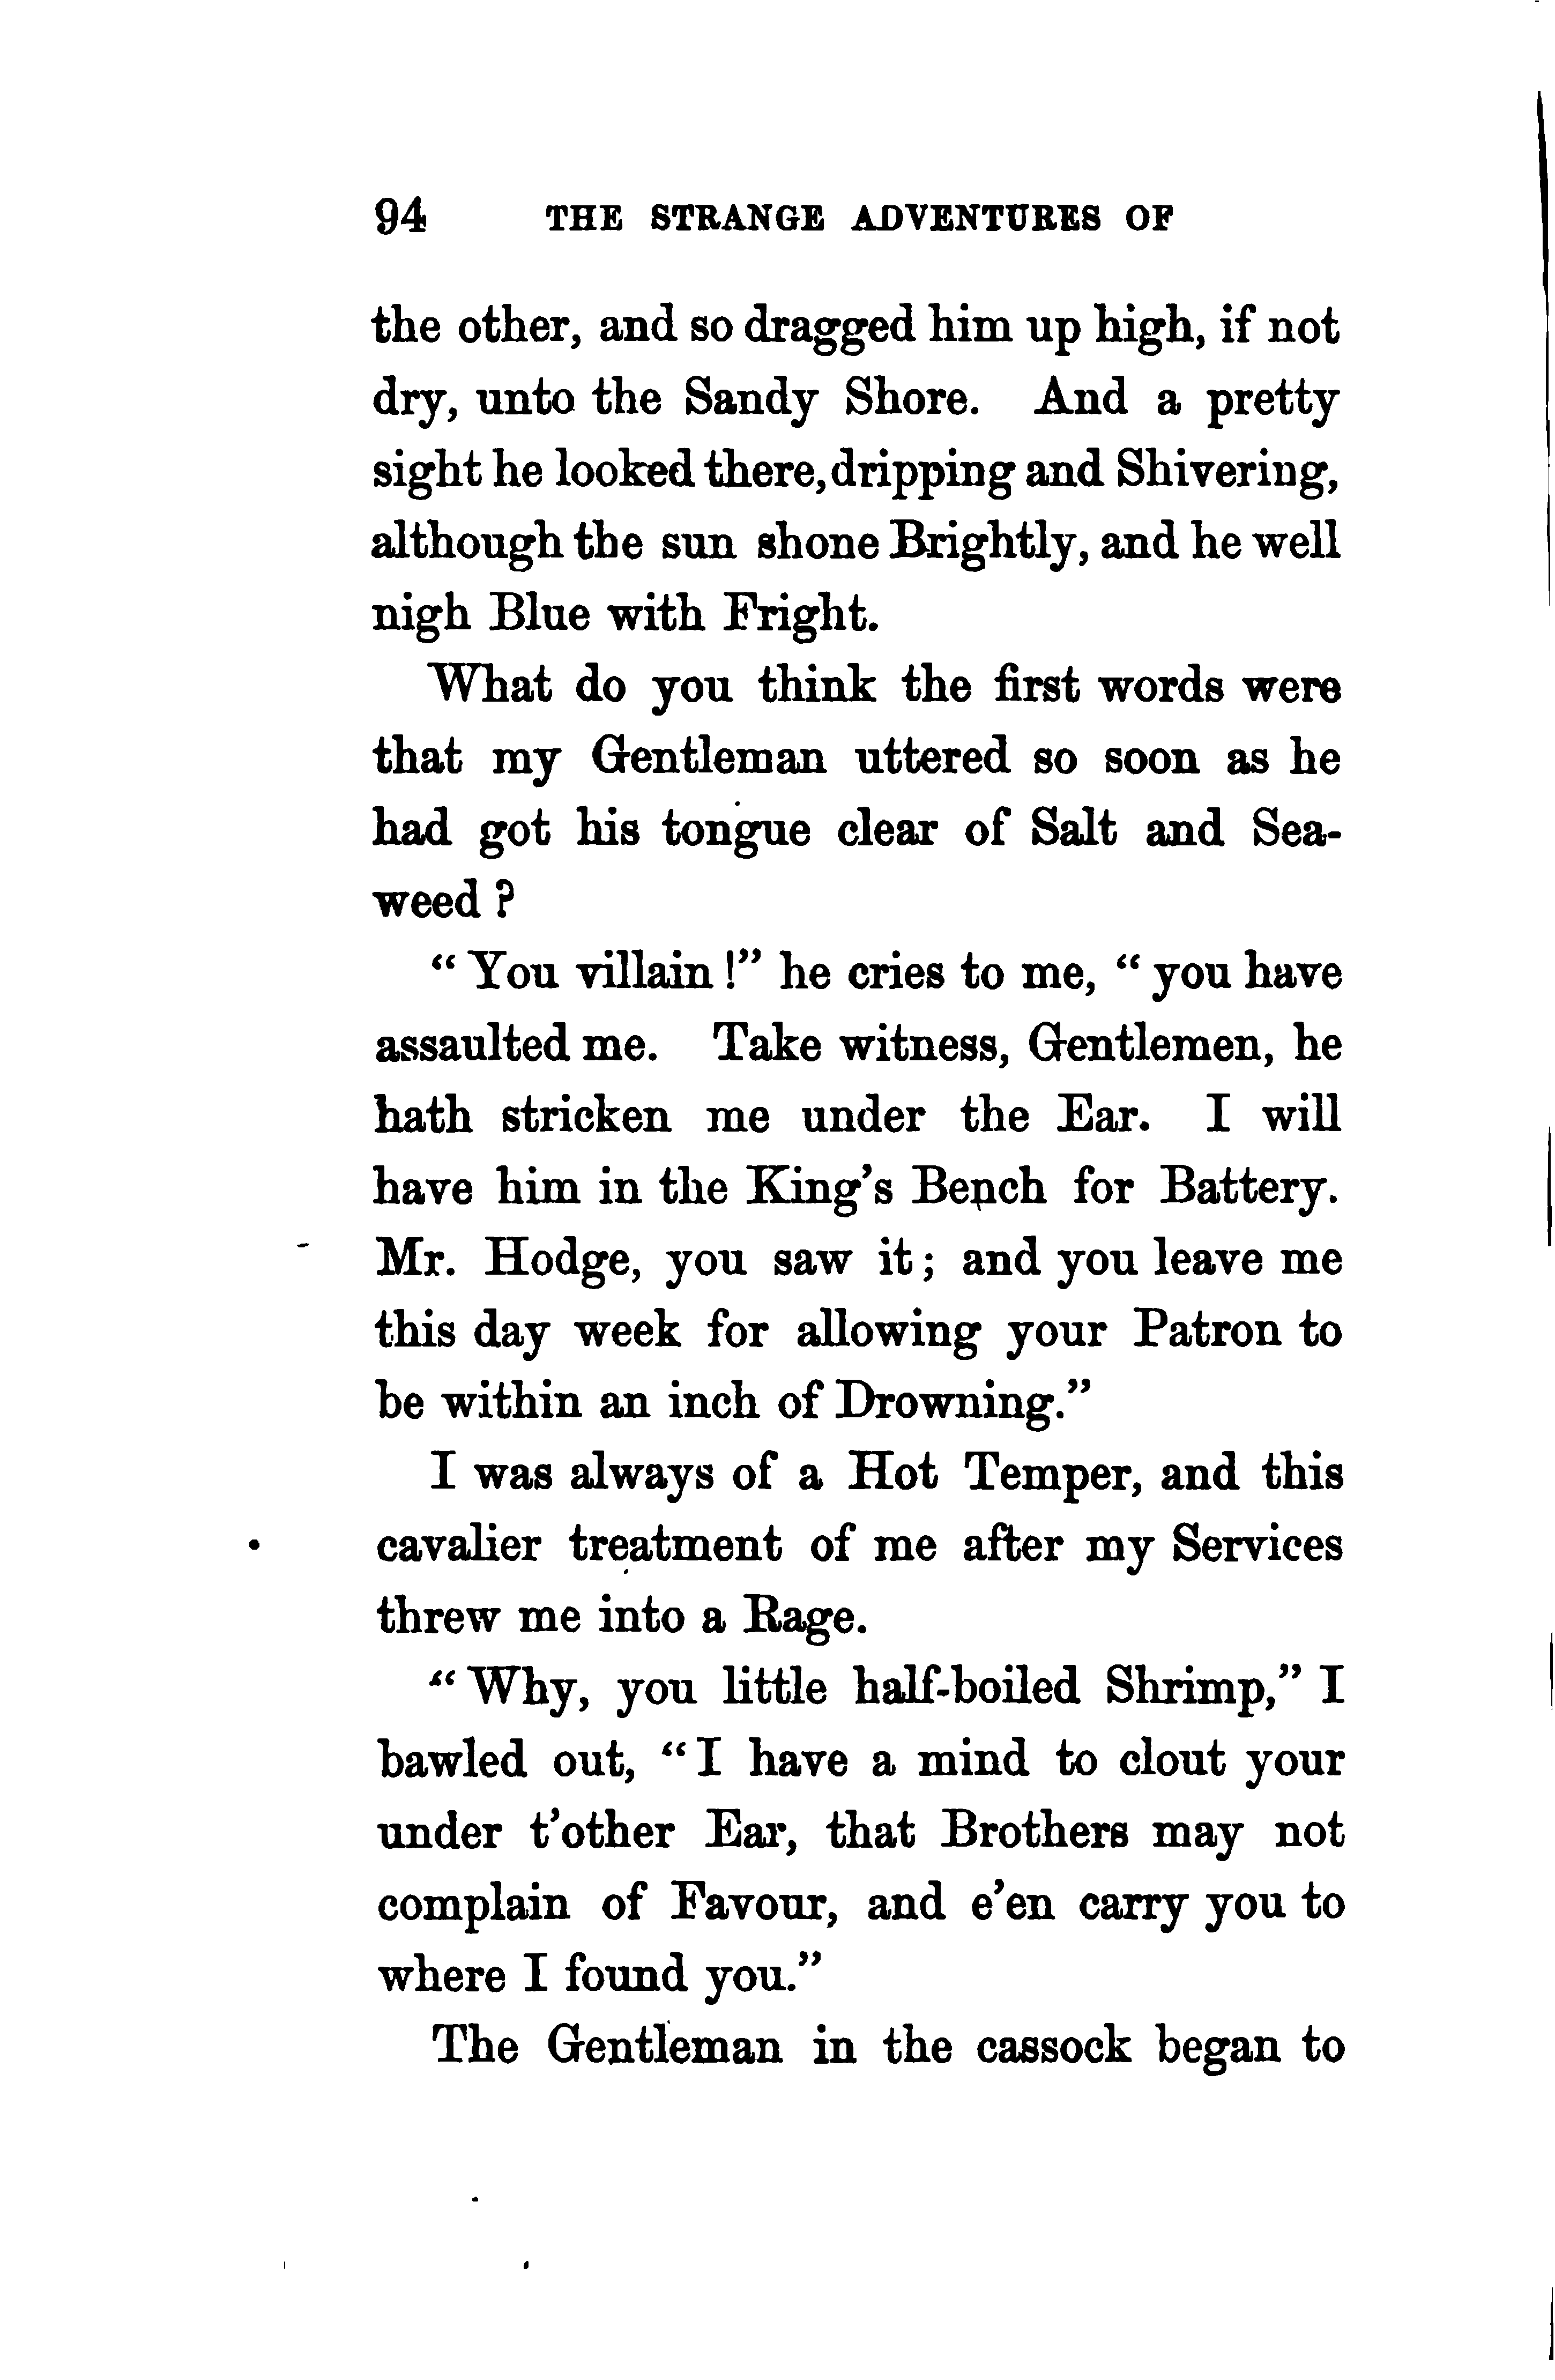 94 THE STRANGE ADVENTURES OF
the other, and so dragged him up high, if not
dry, unto the Sandy Shore. And a pretty
sight he looked there, dripping and Shivering,
although the sun shone Brightly, and he well
nigh Blue with Fright.
What do you think the first words were
that my Gentleman uttered so soon as he
had got his tongue clear of Salt and Sea-
weed ?
“ You villain !” he cries to me, “ you have
assaulted me. Take witness, Gentlemen, he
hath stricken me under the Ear. I will
have him in the King’s Bench for Battery.
Mr. Hodge, you saw it ; and you leave me
this day week for allowing your Patron to
be within an inch of Drowning.”
I was always of a Hot Temper, and this
cavalier treatment of me after my Services
threw me into a Rage.
“ Why, you little half-boiled Shrimp,” I
bawled out, “ I have a mind to clout your
under t’other Ear, that Brothers may not
complain of Favour, and e’en carry you to
where I found you.”
The Gentleman in the cassock began to